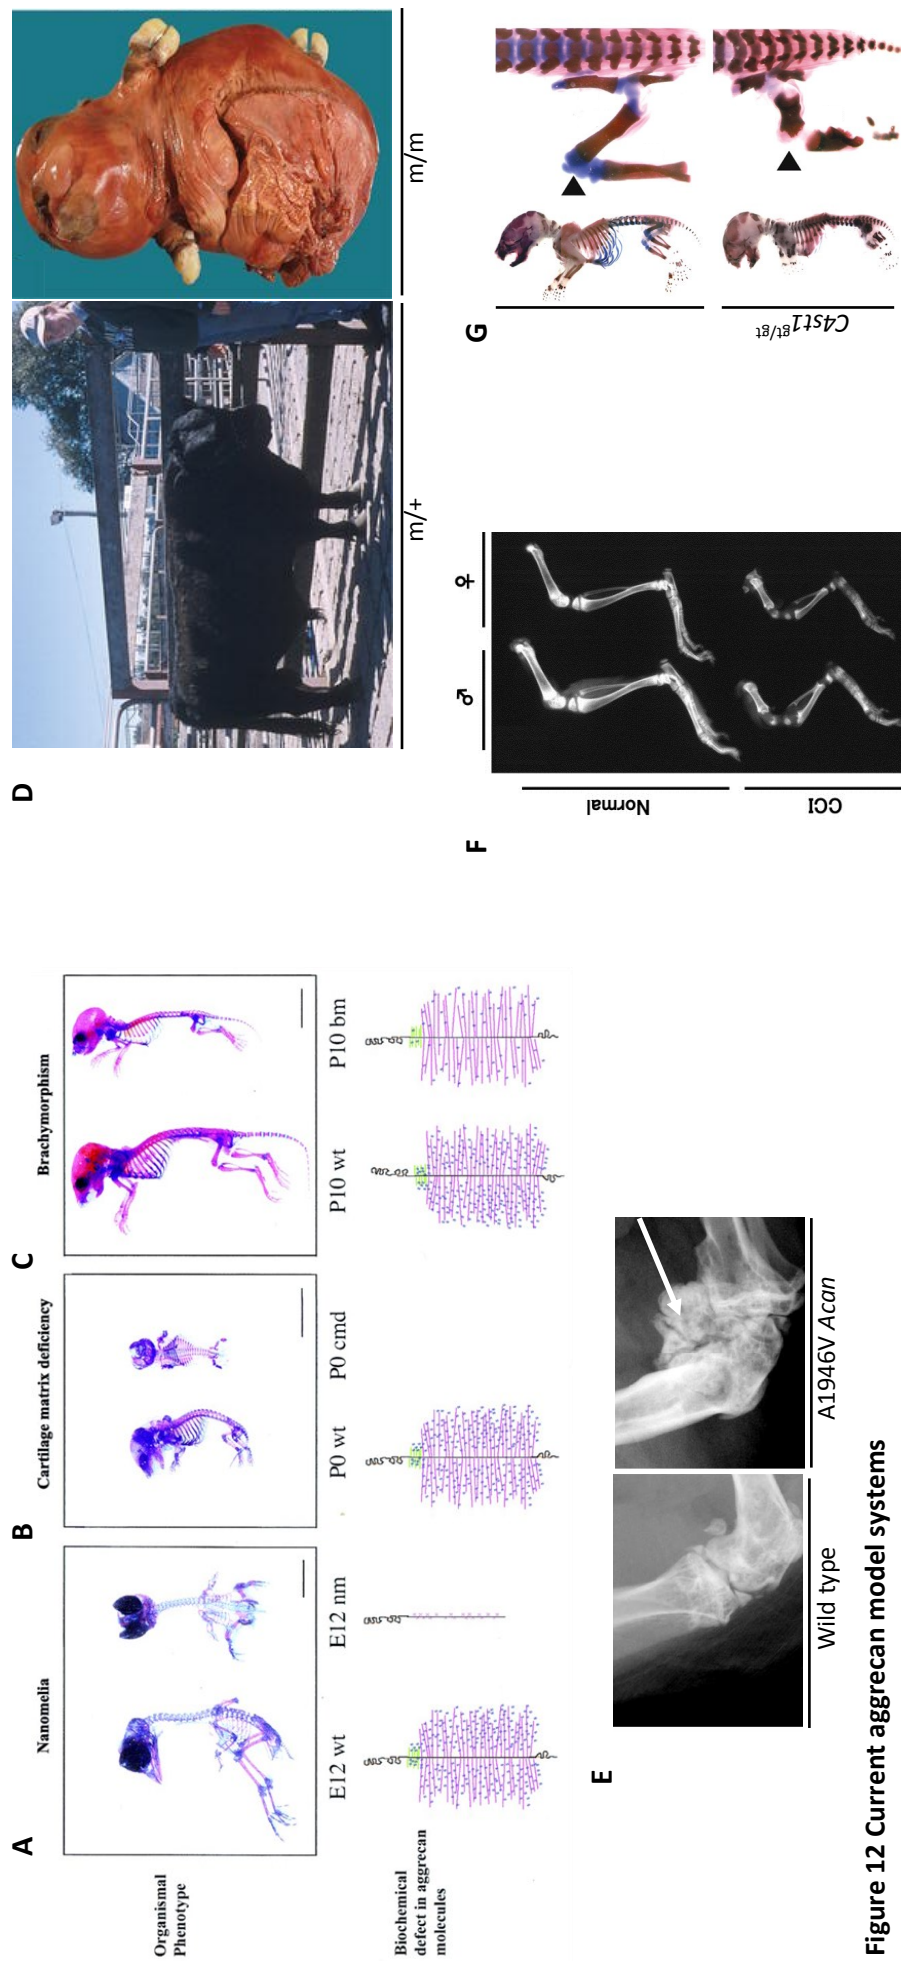 A
Nanomelia
Organismal
Phenotype
E12 wt
E12 nm
Biochemical
defect in aggrecan
molecules
B
Cartilage matrix deficiency
P0 wt
P0 cmd
C
Brachymorphism
P10 wt
P10 bm
D
m/+
m/m
E
Wild type
A1946V Acan
F
♂
♀
Normal
CCI
G
C4st1gt/gt
Figure 12 Current aggrecan model systems